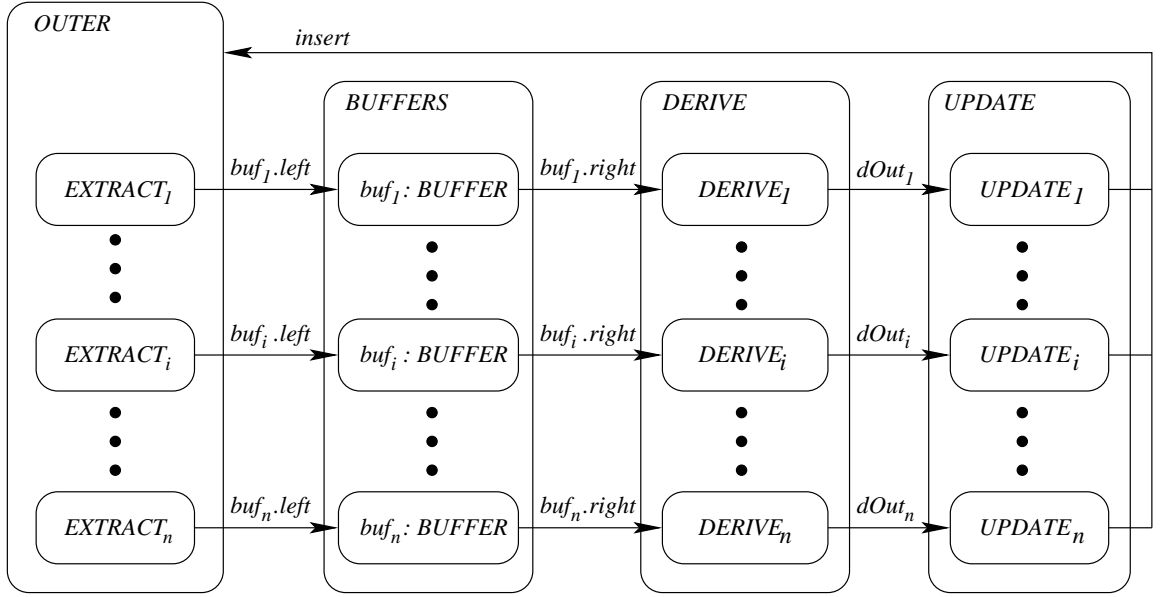 OUTER
insert
BUFFERS DERIVE UPDATE
buf1.left buf1.right dOut1
EXTRACT1 buf1: BUFFER DERIVE1 UPDATE1
bufi.left bufi.right dOuti
EXTRACTi bufi: BUFFER DERIVEi UPDATEi
bufn.left bufn.right dOutn
EXTRACTn bufn: BUFFER DERIVEn UPDATEn